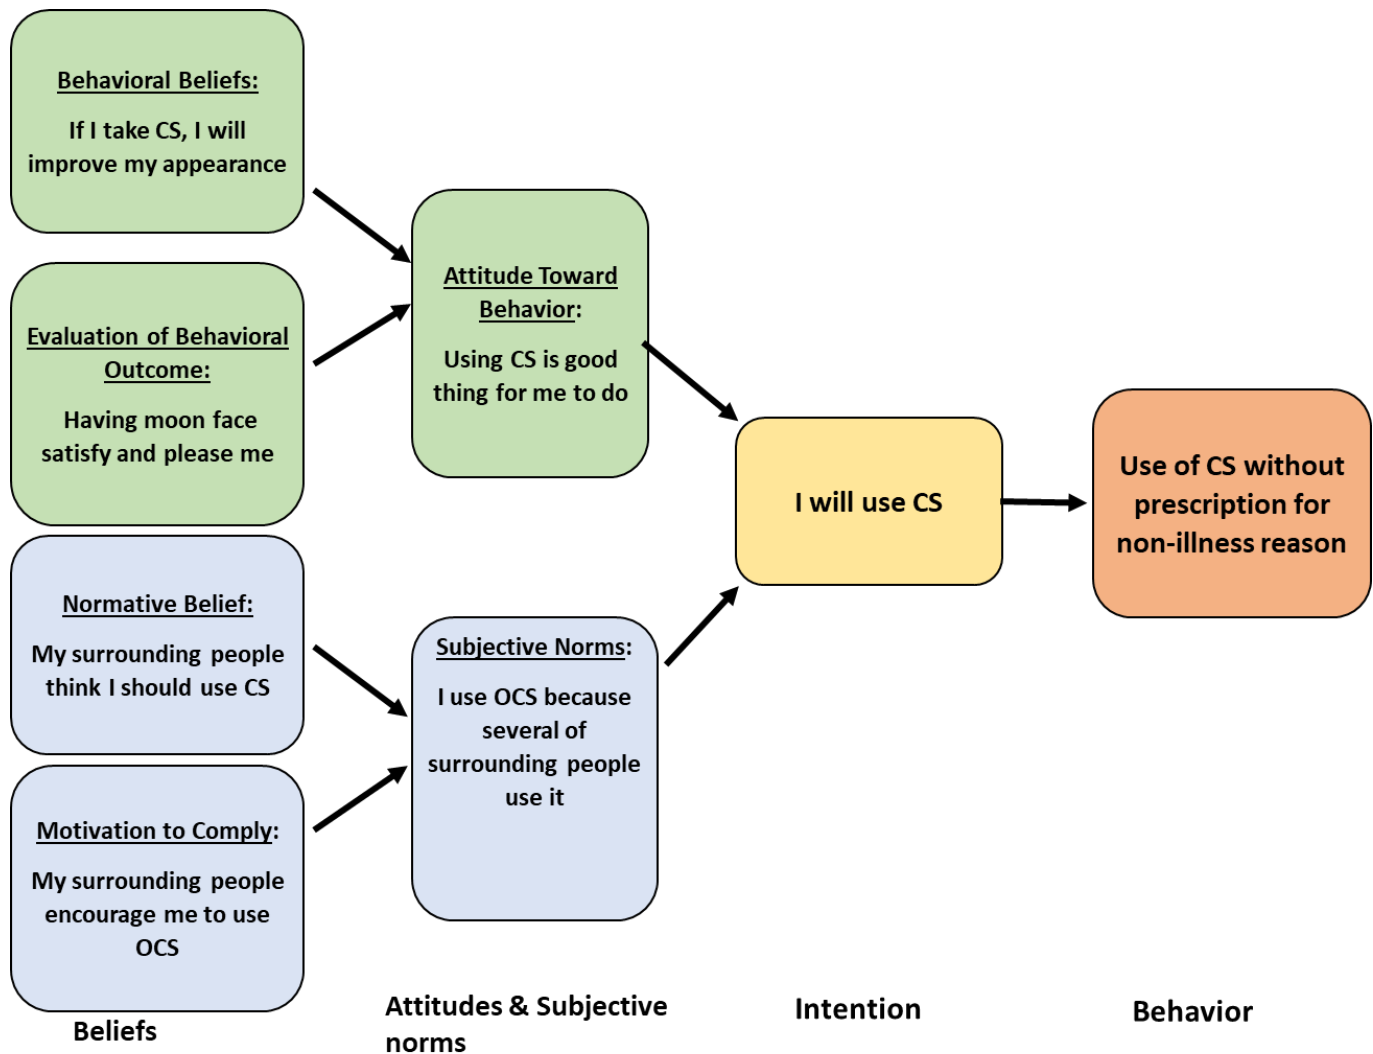 Behavioral Beliefs:
If I take CS, I will
improve my appearance
Evaluation of Behavioral
Outcome:
Having moon face
satisfy and please me
Normative Belief:
My surrounding people
think I should use CS
Motivation to Comply:
My surrounding people
encourage me to use
OCS
Beliefs
Attitude Toward
Behavior:
Using CS is good
thing for me to do
Subjective Norms:
I use OCS because
several of
surrounding people
use it
Attitudes & Subjective
norms
I will use CS
Intention
Use of CS without
prescription for
non-illness reason
Behavior